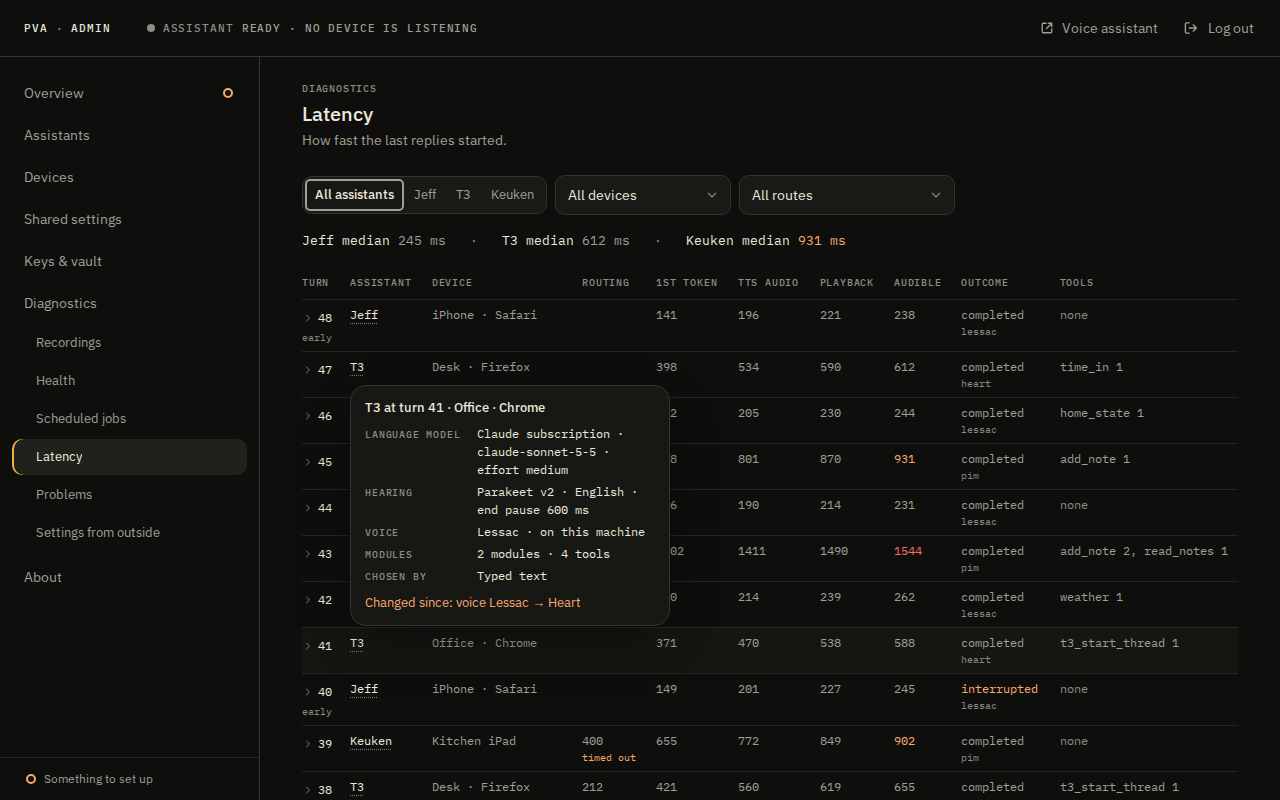 PVA · ADMIN
ASSISTANT READY · NO DEVICE IS LISTENING
Voice assistant
Log out
Overview
Assistants
Devices
Shared settings
Keys & vault
Diagnostics
Recordings
Health
Scheduled jobs
Latency
Problems
Settings from outside
About
Something to set up
DIAGNOSTICS
Latency
How fast the last replies started.
All assistants Jeff T3 Keuken
All devices
All routes
Jeff median 245 ms · T3 median 612 ms · Keuken median 931 ms
TURN ASSISTANT DEVICE ROUTING 1ST TOKEN TTS AUDIO PLAYBACK AUDIBLE OUTCOME TOOLS
48 Jeff iPhone · Safari 141 196 221 238 completed none
early lessac
47 T3 Desk · Firefox 398 534 590 612 completed time_in 1
heart
46 2 205 230 244 completed home_state 1
lessac
45 8 801 870 931 completed add_note 1
pim
44 6 190 214 231 completed none
lessac
43 02 1411 1490 1544 completed add_note 2, read_notes 1
pim
42 0 214 239 262 completed weather 1
lessac
T3 at turn 41 · Office · Chrome
LANGUAGE MODEL Claude subscription ·
claude-sonnet-5-5 ·
effort medium
HEARING Parakeet v2 · English ·
end pause 600 ms
VOICE Lessac · on this machine
MODULES 2 modules · 4 tools
CHOSEN BY Typed text
Changed since: voice Lessac → Heart
41 T3 Office · Chrome 371 470 538 588 completed t3_start_thread 1
heart
40 Jeff iPhone · Safari 149 201 227 245 interrupted none
early lessac
39 Keuken Kitchen iPad 400 655 772 849 902 completed none
timed out pim
38 T3 Desk · Firefox 212 421 560 619 655 completed t3_start_thread 1